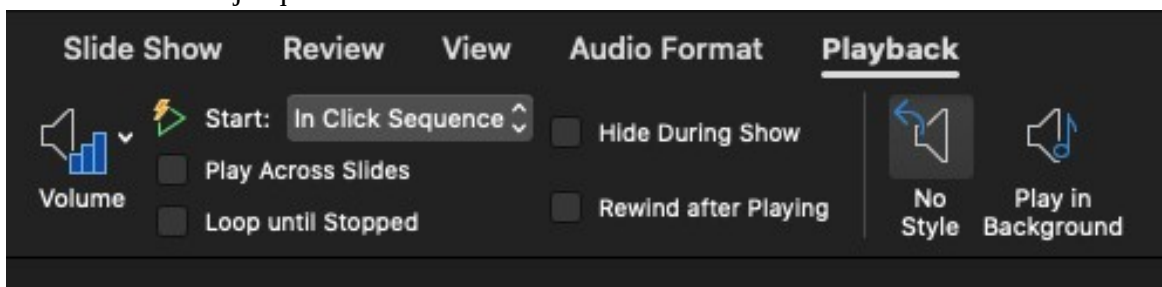 Slide Show Review View Audio Format Playback
Start: In Click Sequence
Hide During Show
Play Across Slides
Volume
Loop until Stopped
Rewind after Playing
No Style
Play in Background